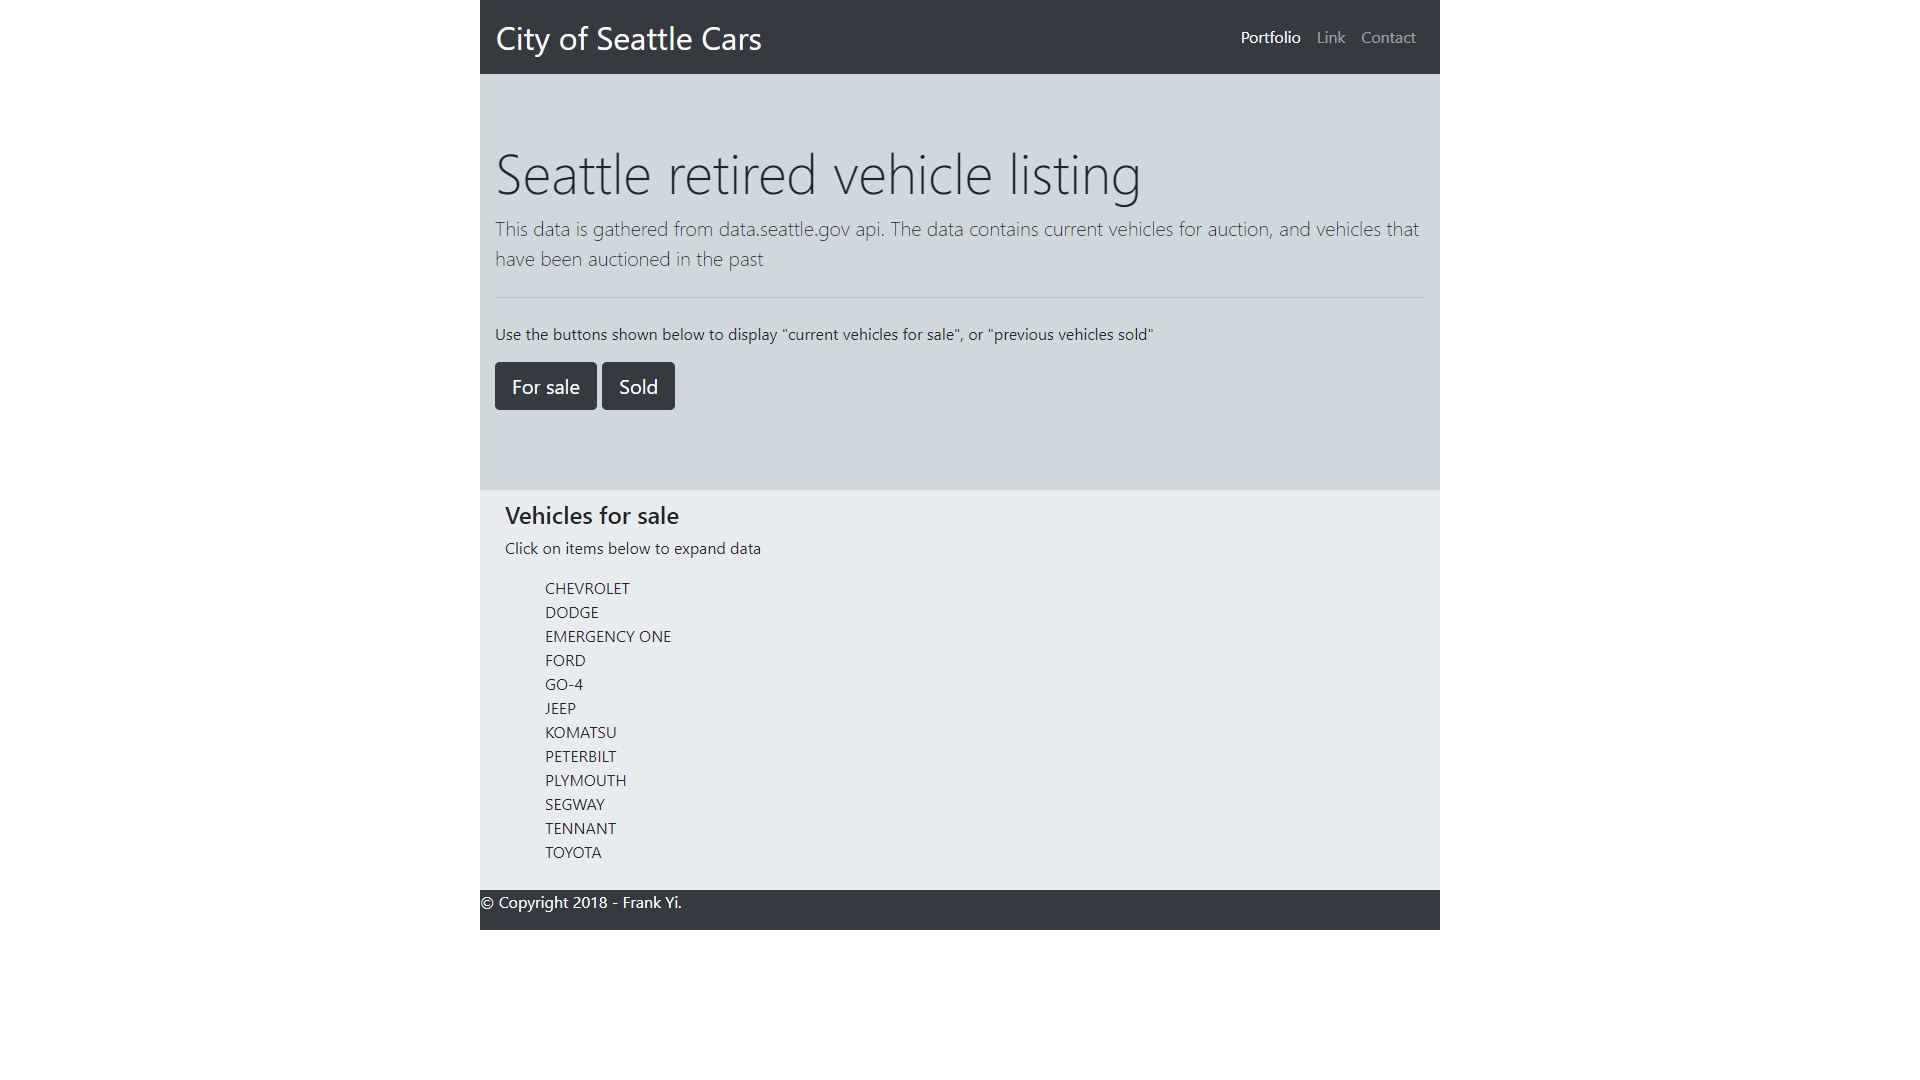 City of Seattle Cars
Portfolio Link Contact
Seattle retired vehicle listing
This data is gathered from data.seattle.gov api. The data contains current vehicles for auction, and vehicles that
have been auctioned in the past
Use the buttons shown below to display "current vehicles for sale", or "previous vehicles sold"
For sale Sold
Vehicles for sale
Click on items below to expand data
CHEVROLET
DODGE
EMERGENCY ONE
FORD
GO-4
JEEP
KOMATSU
PETERBILT
PLYMOUTH
SEGWAY
TENNANT
TOYOTA
© Copyright 2018 - Frank Yi.